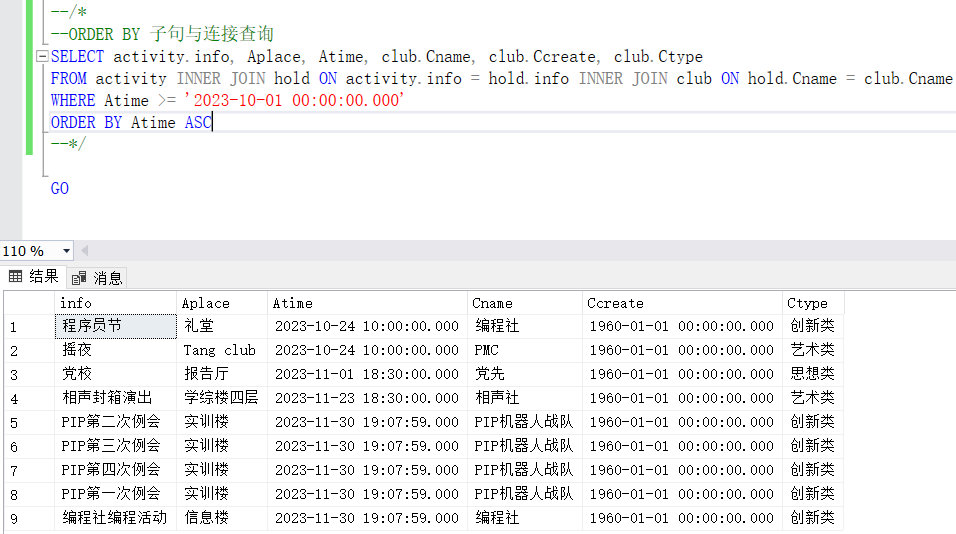 --/*
--ORDER BY 子句与连接查询
SELECT activity.info, Aplace, Atime, club.Cname, club.Ccreate, club.Ctype
FROM activity INNER JOIN hold ON activity.info = hold.info INNER JOIN club ON hold.Cname = club.Cname
WHERE Atime >= '2023-10-01 00:00:00.000'
ORDER BY Atime ASC
--*/
GO
110 %
结果 消息
info Aplace Atime Cname Ccreate Ctype
1 程序员节 礼堂 2023-10-24 10:00:00.000 编程社 1960-01-01 00:00:00.000 创新类
2 摇夜 Tang club 2023-10-24 10:00:00.000 PMC 1960-01-01 00:00:00.000 艺术类
3 党校 报告厅 2023-11-01 18:30:00.000 党先 1960-01-01 00:00:00.000 思想类
4 相声封箱演出 学综楼四层 2023-11-23 18:30:00.000 相声社 1960-01-01 00:00:00.000 艺术类
5 PIP第二次例会 实训楼 2023-11-30 19:07:59.000 PIP机器人战队 1960-01-01 00:00:00.000 创新类
6 PIP第三次例会 实训楼 2023-11-30 19:07:59.000 PIP机器人战队 1960-01-01 00:00:00.000 创新类
7 PIP第四次例会 实训楼 2023-11-30 19:07:59.000 PIP机器人战队 1960-01-01 00:00:00.000 创新类
8 PIP第一次例会 实训楼 2023-11-30 19:07:59.000 PIP机器人战队 1960-01-01 00:00:00.000 创新类
9 编程社编程活动 信息楼 2023-11-30 19:07:59.000 编程社 1960-01-01 00:00:00.000 创新类